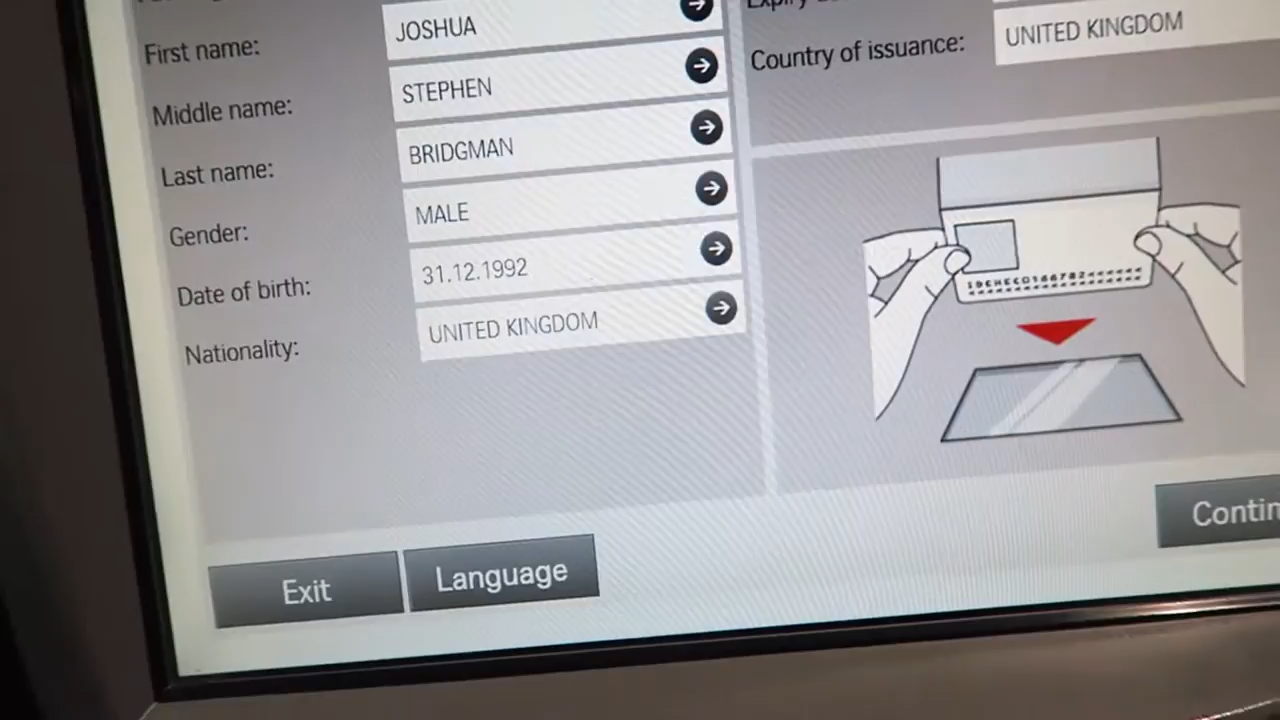 First name:
JOSHUA
Middle name:
STEPHEN
Last name:
BRIDGMAN
Gender:
MALE
Date of birth:
31.12.1992
Nationality:
UNITED KINGDOM
Country of issuance:
UNITED KINGDOM
Exit
Language
Contin